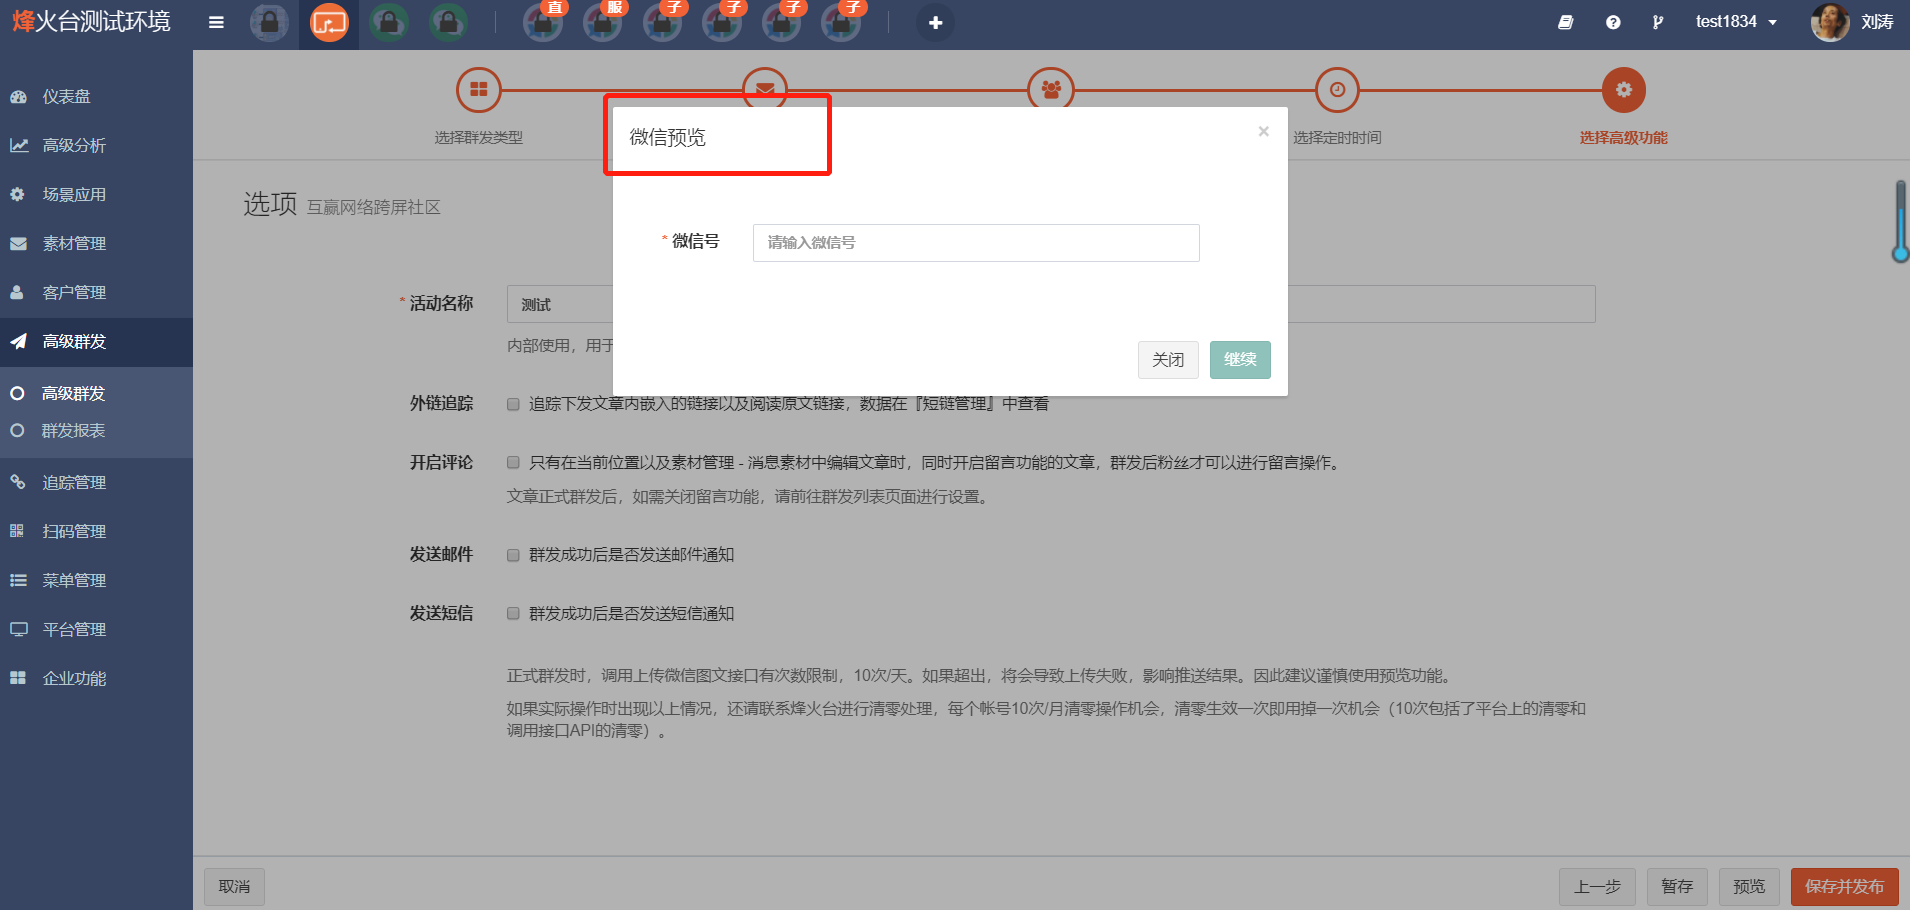 烽火台测试环境
直
服
子
子
子
子
test1834
刘涛
仪表盘
高级分析
场景应用
素材管理
客户管理
高级群发
高级群发
群发报表
追踪管理
扫码管理
菜单管理
平台管理
企业功能
选择群发类型
选择定时时间
选择高级功能
微信预览
×
选项 互赢网络跨屏社区
* 微信号
请输入微信号
* 活动名称
测试
内部使用，用于
关闭
继续
外链追踪
追踪下发文章内嵌入的链接以及阅读原文链接，数据在『短链管理』中查看
开启评论
只有在当前位置以及素材管理 - 消息素材中编辑文章时，同时开启留言功能的文章，群发后粉丝才可以进行留言操作。
文章正式群发后，如需关闭留言功能，请前往群发列表页面进行设置。
发送邮件
群发成功后是否发送邮件通知
发送短信
群发成功后是否发送短信通知
正式群发时，调用上传微信图文接口有次数限制，10次/天。如果超出，将会导致上传失败，影响推送结果。因此建议谨慎使用预览功能。
如果实际操作时出现以上情况，还请联系烽火台进行清零处理，每个帐号10次/月清零操作机会，清零生效一次即用掉一次机会（10次包括了平台上的清零和
调用接口API的清零）。
取消
上一步
暂存
预览
保存并发布